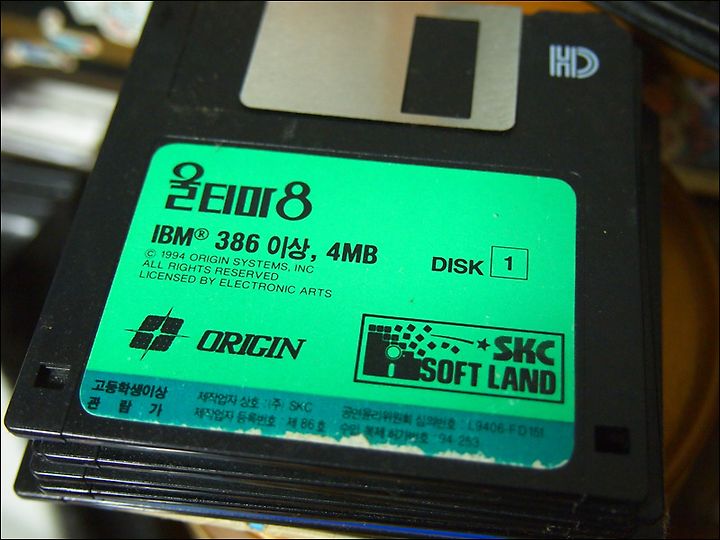 HD
울티마 8
IBM® 386 이상, 4MB
© 1994 ORIGIN SYSTEMS, INC
ALL RIGHTS RESERVED
LICENSED BY ELECTRONIC ARTS
DISK 1
ORIGIN
SKC
SOFT LAND
고등학생이상
관람가
제작업자 상호 : (주) SKC
제작업자 등록번호 : 제 86호
공연윤리위원회 심의번호 : L9406-FD151
수입 복제 허가번호 : 94-253